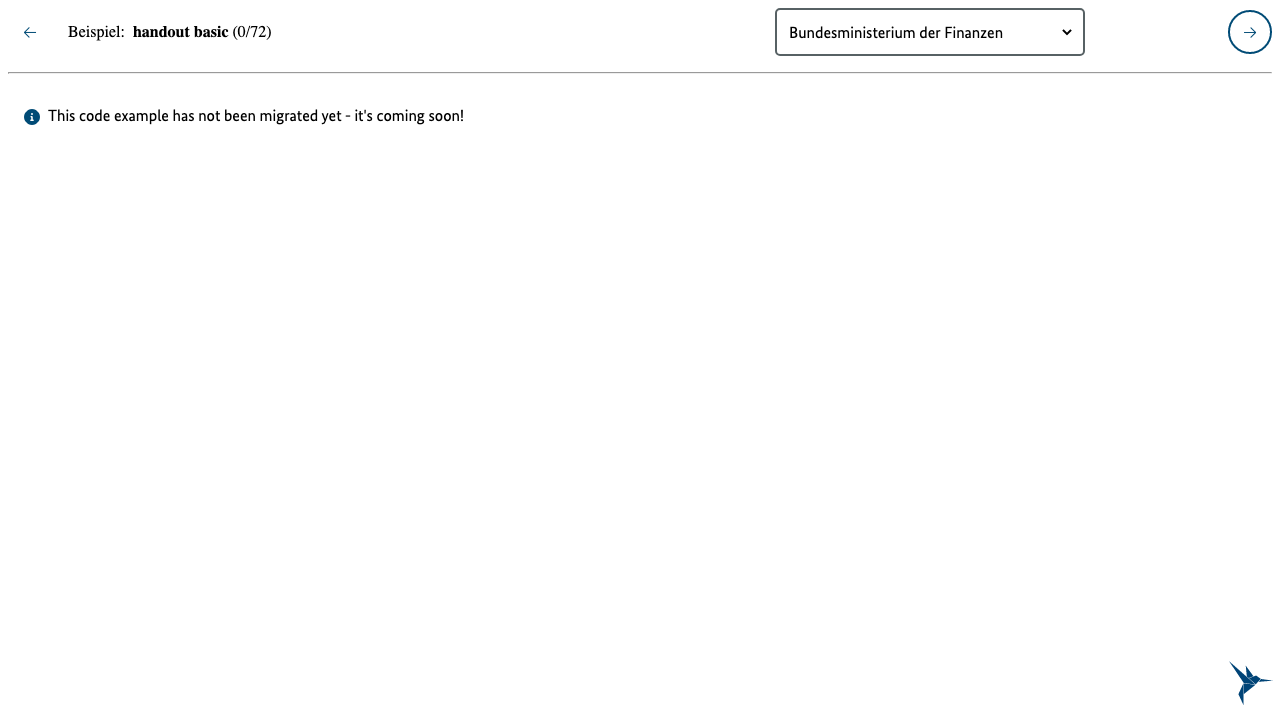 Beispiel: handout basic (0/72)
Bundesministerium der Finanzen
This code example has not been migrated yet - it's coming soon!